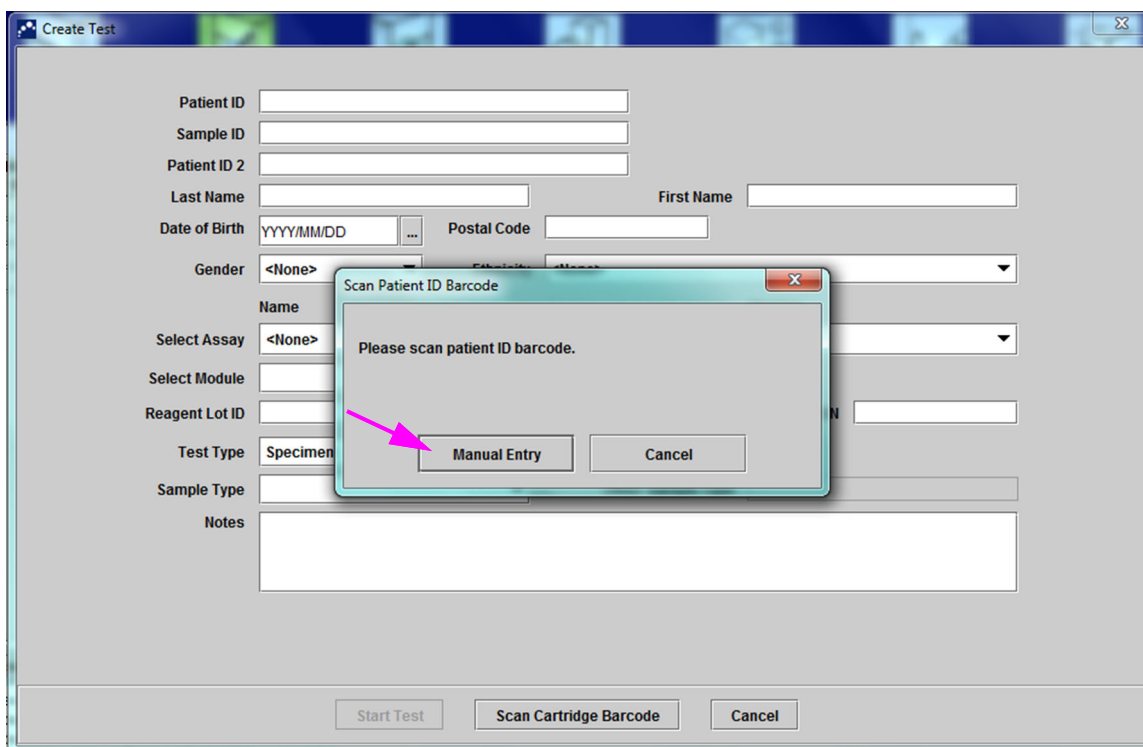 Create Test
Patient ID
Sample ID
Patient ID 2
Last Name First Name
Date of Birth YYYY/MM/DD ... Postal Code
Gender <None> Ethnicity <None>
Scan Patient ID Barcode
Name
Select Assay <None>
Please scan patient ID barcode.
Select Module
Reagent Lot ID N
Test Type Specimen
Manual Entry Cancel
Sample Type
Notes
Start Test Scan Cartridge Barcode Cancel